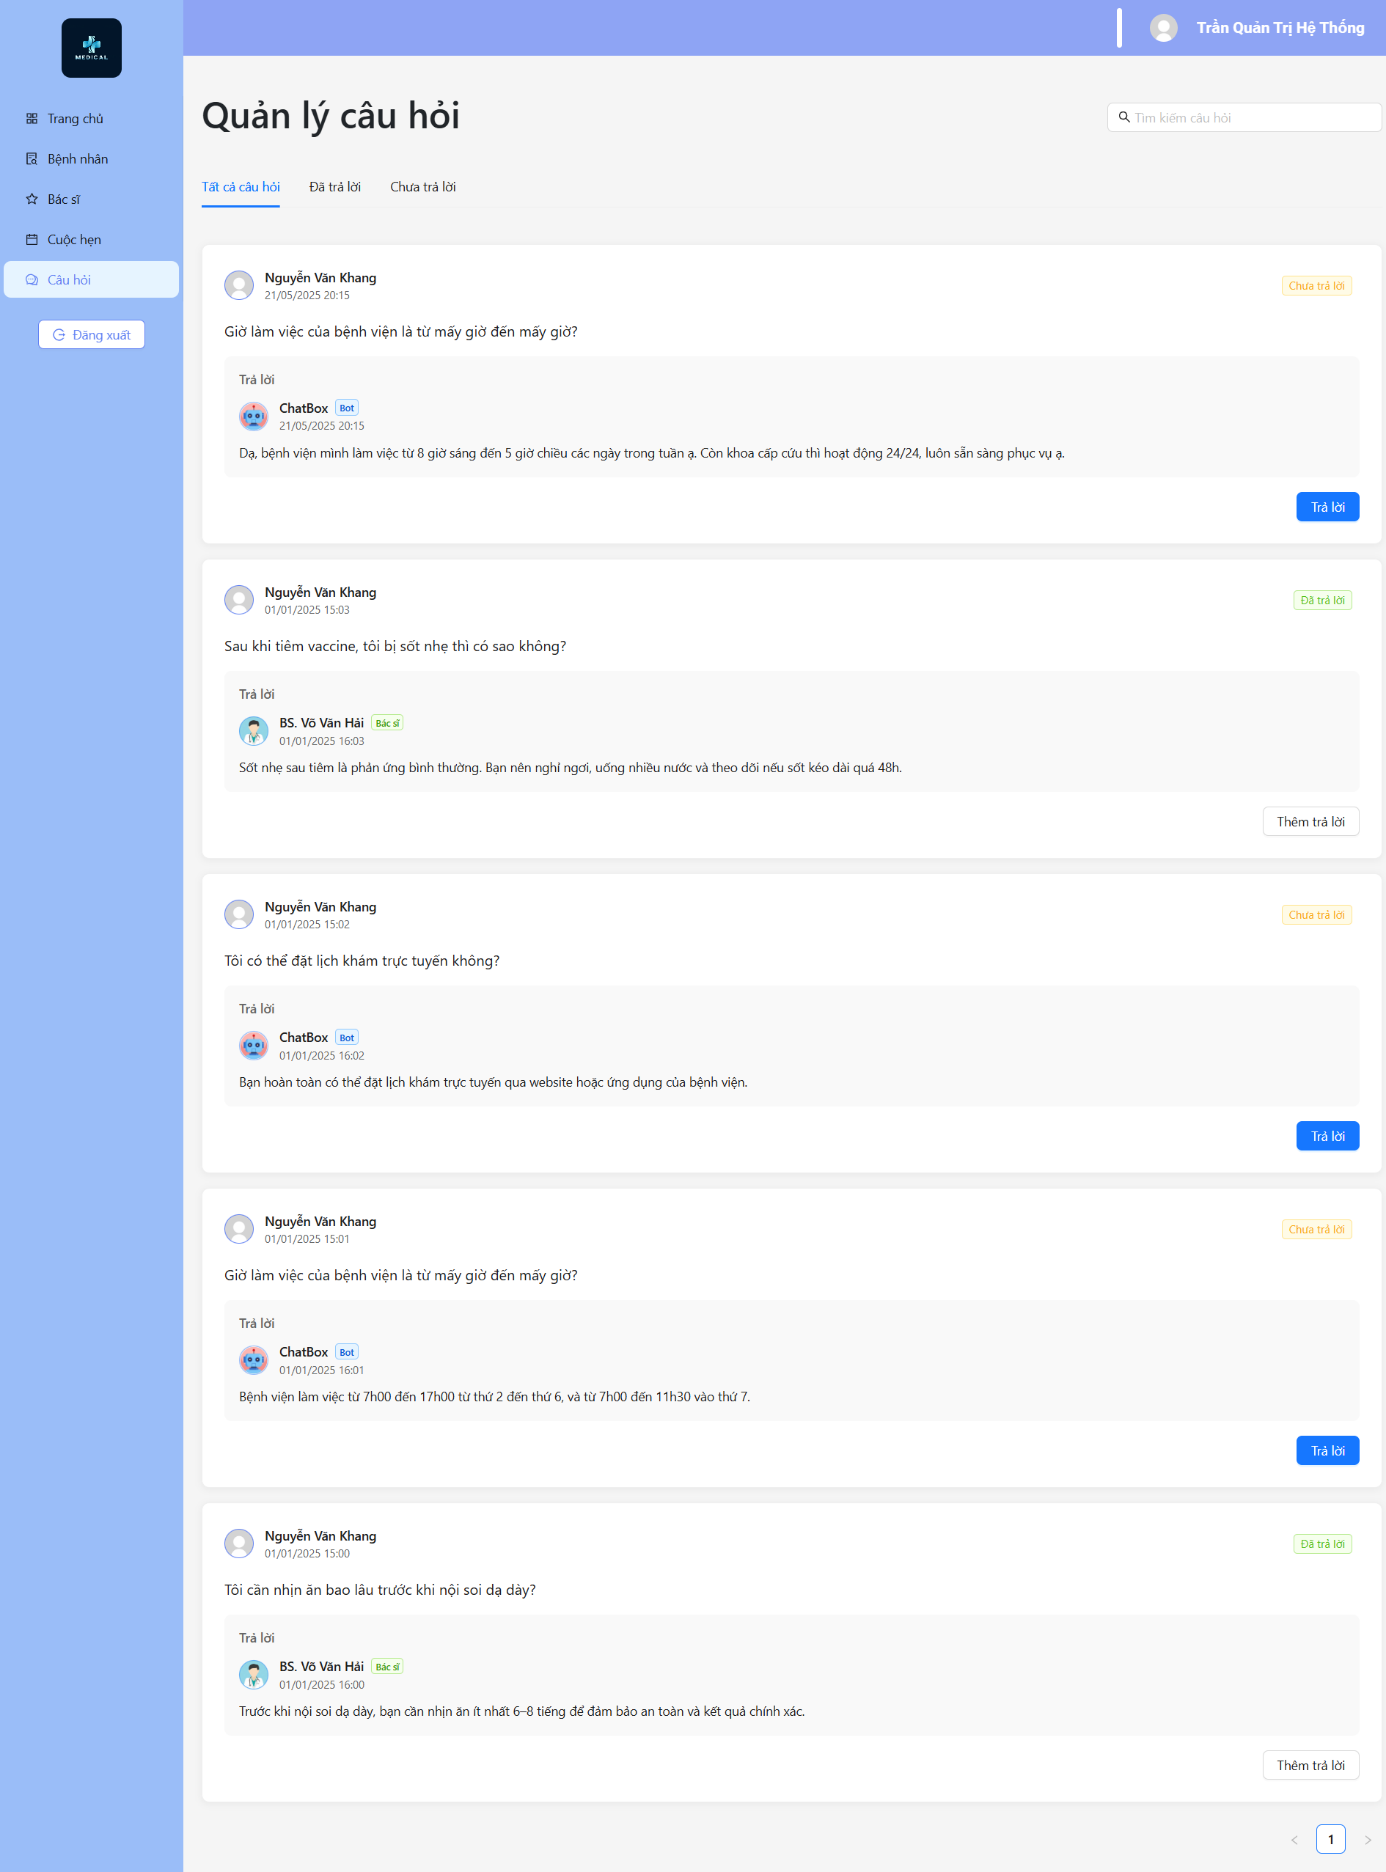 MEDICAL
Trần Quản Trị Hệ Thống
Trang chủ
Bệnh nhân
Bác sĩ
Cuộc hẹn
Câu hỏi
Đăng xuất
Quản lý câu hỏi
Tìm kiếm câu hỏi
Tất cả câu hỏi Đã trả lời Chưa trả lời
Nguyễn Văn Khang
21/05/2025 20:15
Chưa trả lời
Giờ làm việc của bệnh viện là từ mấy giờ đến mấy giờ?
Trả lời
ChatBox Bot
21/05/2025 20:15
Dạ, bệnh viện mình làm việc từ 8 giờ sáng đến 5 giờ chiều các ngày trong tuần ạ. Còn khoa cấp cứu thì hoạt động 24/24, luôn sẵn sàng phục vụ ạ.
Trả lời
Nguyễn Văn Khang
01/01/2025 15:03
Đã trả lời
Sau khi tiêm vaccine, tôi bị sốt nhẹ thì có sao không?
Trả lời
BS. Võ Văn Hải Bác sĩ
01/01/2025 16:03
Sốt nhẹ sau tiêm là phản ứng bình thường. Bạn nên nghỉ ngơi, uống nhiều nước và theo dõi nếu sốt kéo dài quá 48h.
Thêm trả lời
Nguyễn Văn Khang
01/01/2025 15:02
Chưa trả lời
Tôi có thể đặt lịch khám trực tuyến không?
Trả lời
ChatBox Bot
01/01/2025 16:02
Bạn hoàn toàn có thể đặt lịch khám trực tuyến qua website hoặc ứng dụng của bệnh viện.
Trả lời
Nguyễn Văn Khang
01/01/2025 15:01
Chưa trả lời
Giờ làm việc của bệnh viện là từ mấy giờ đến mấy giờ?
Trả lời
ChatBox Bot
01/01/2025 16:01
Bệnh viện làm việc từ 7h00 đến 17h00 từ thứ 2 đến thứ 6, và từ 7h00 đến 11h30 vào thứ 7.
Trả lời
Nguyễn Văn Khang
01/01/2025 15:00
Đã trả lời
Tôi cần nhịn ăn bao lâu trước khi nội soi dạ dày?
Trả lời
BS. Võ Văn Hải Bác sĩ
01/01/2025 16:00
Trước khi nội soi dạ dày, bạn cần nhịn ăn ít nhất 6–8 tiếng để đảm bảo an toàn và kết quả chính xác.
Thêm trả lời
1